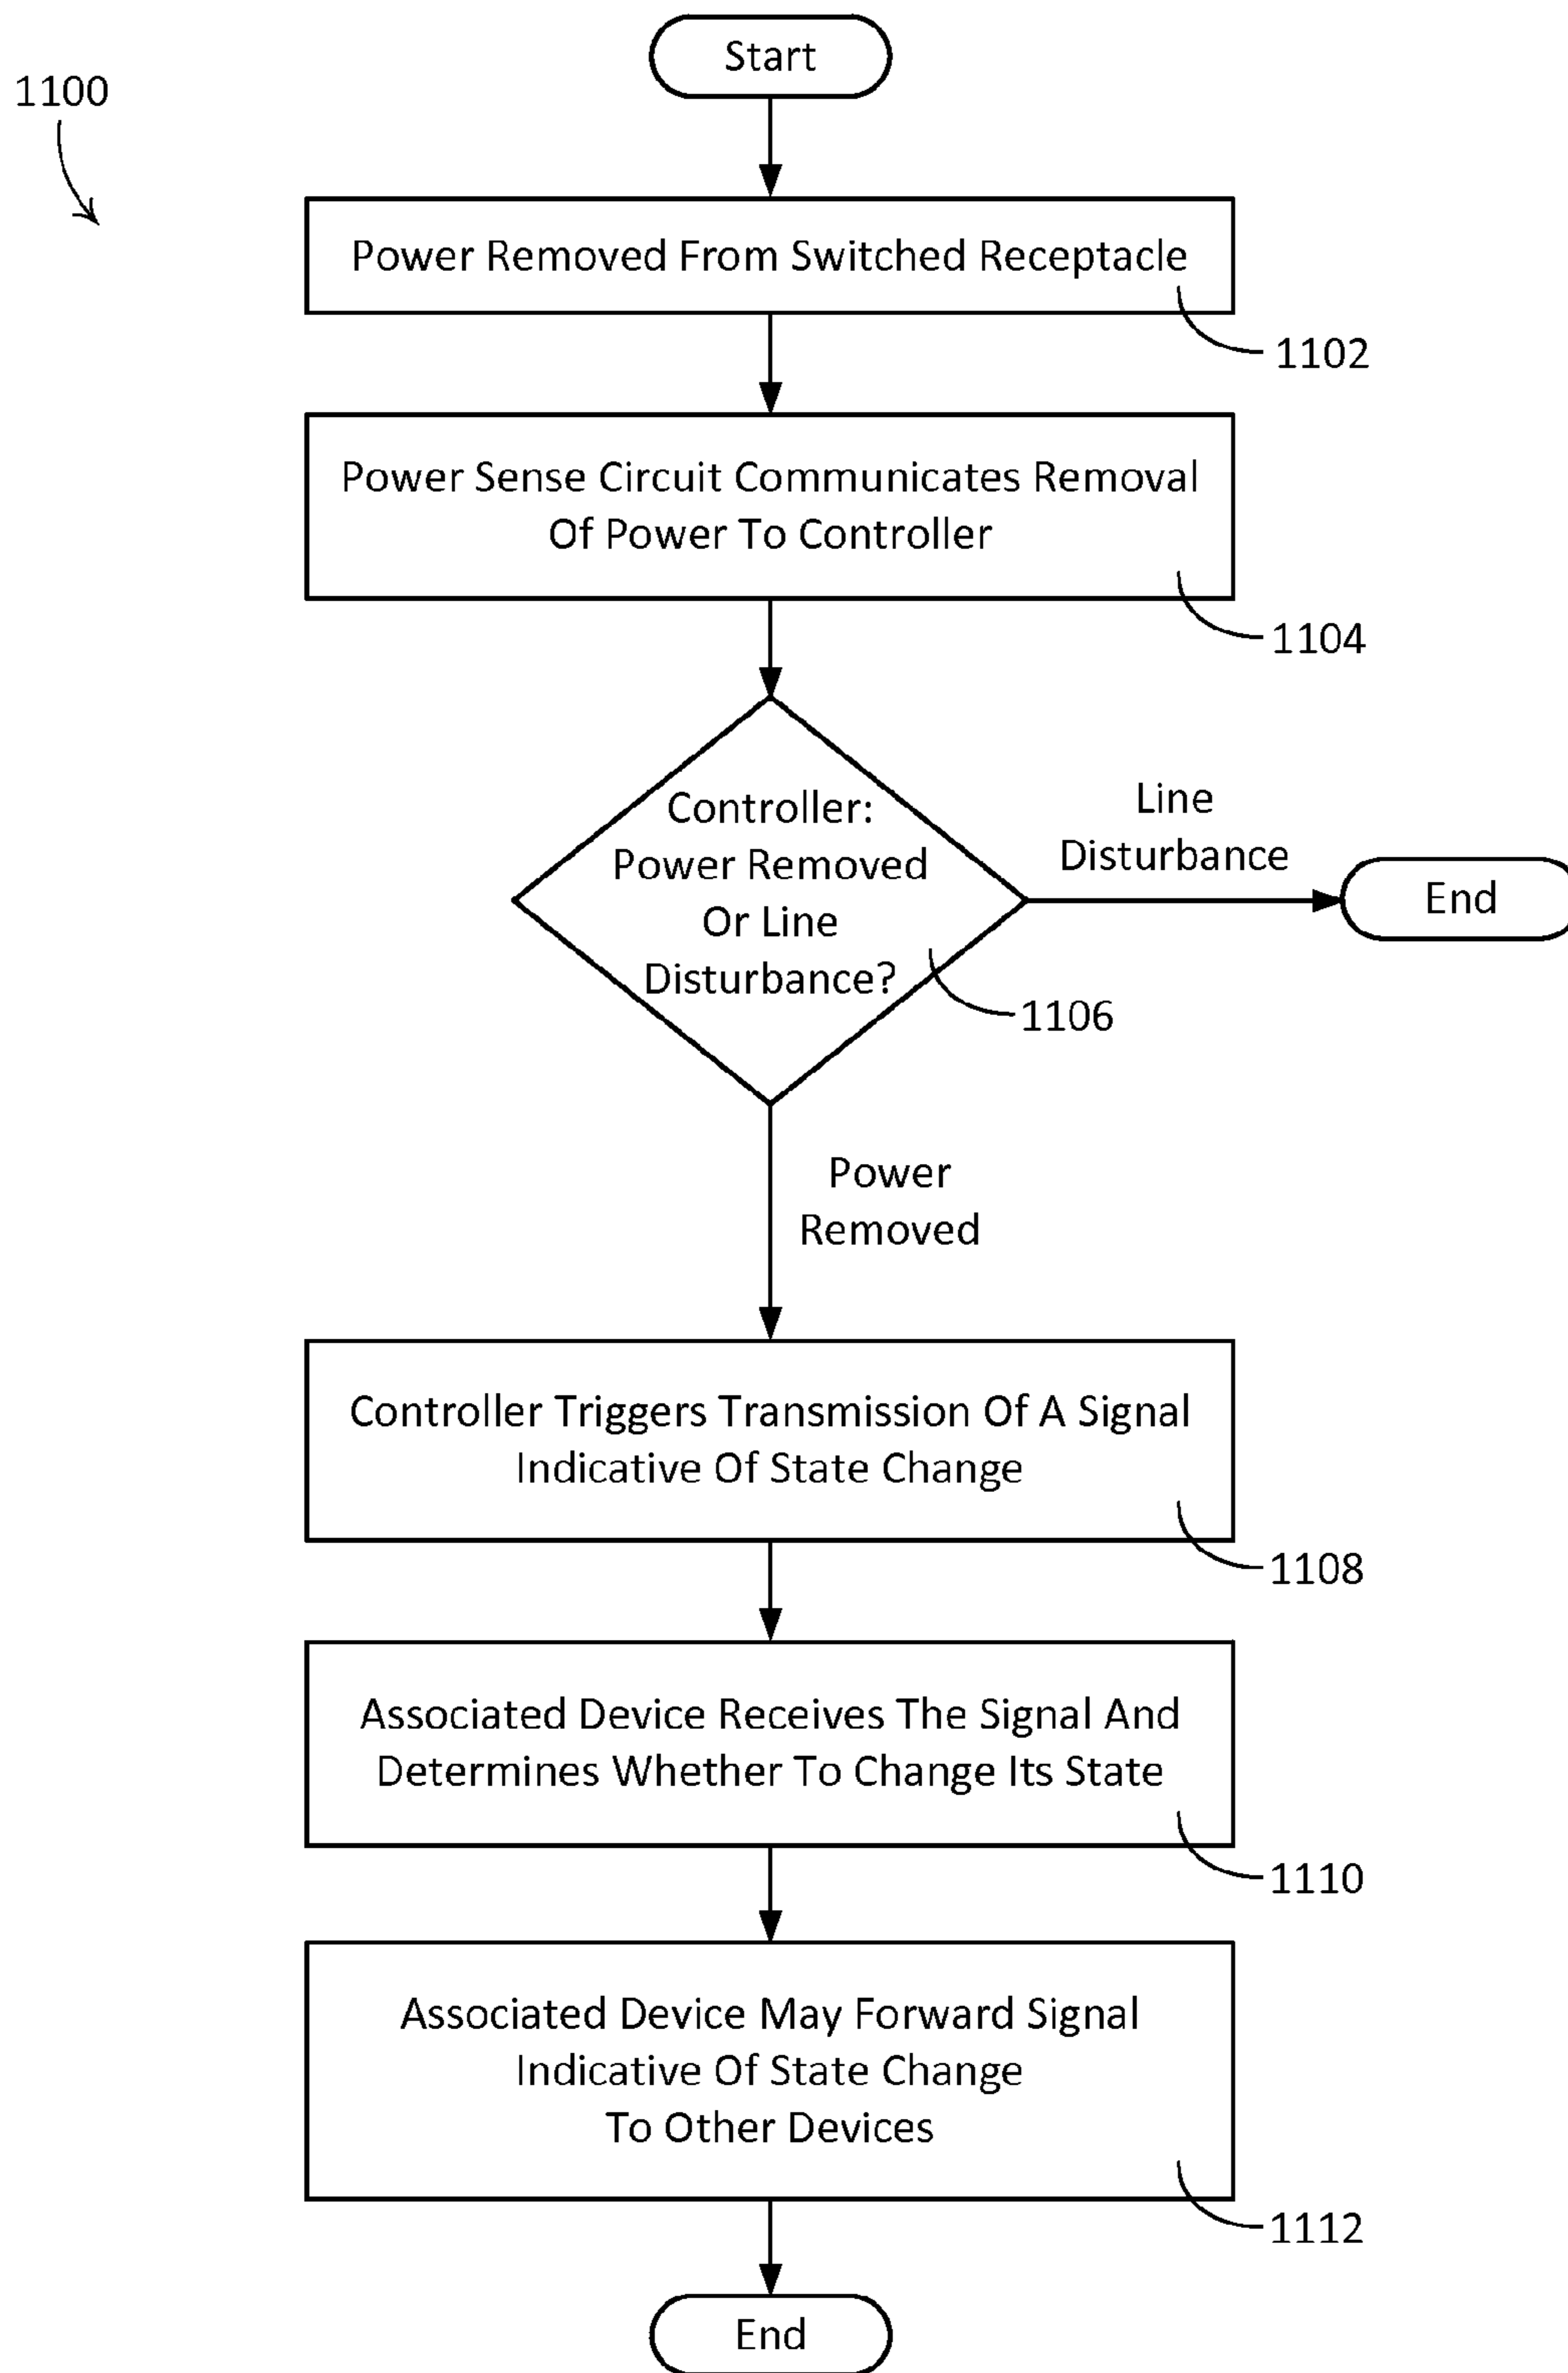 Start
1100
Power Removed From Switched Receptacle
1102
Power Sense Circuit Communicates Removal
Of Power To Controller
1104
Controller:
Power Removed
Or Line
Disturbance?
1106
Line
Disturbance
End
Power
Removed
Controller Triggers Transmission Of A Signal
Indicative Of State Change
1108
Associated Device Receives The Signal And
Determines Whether To Change Its State
1110
Associated Device May Forward Signal
Indicative Of State Change
To Other Devices
1112
End